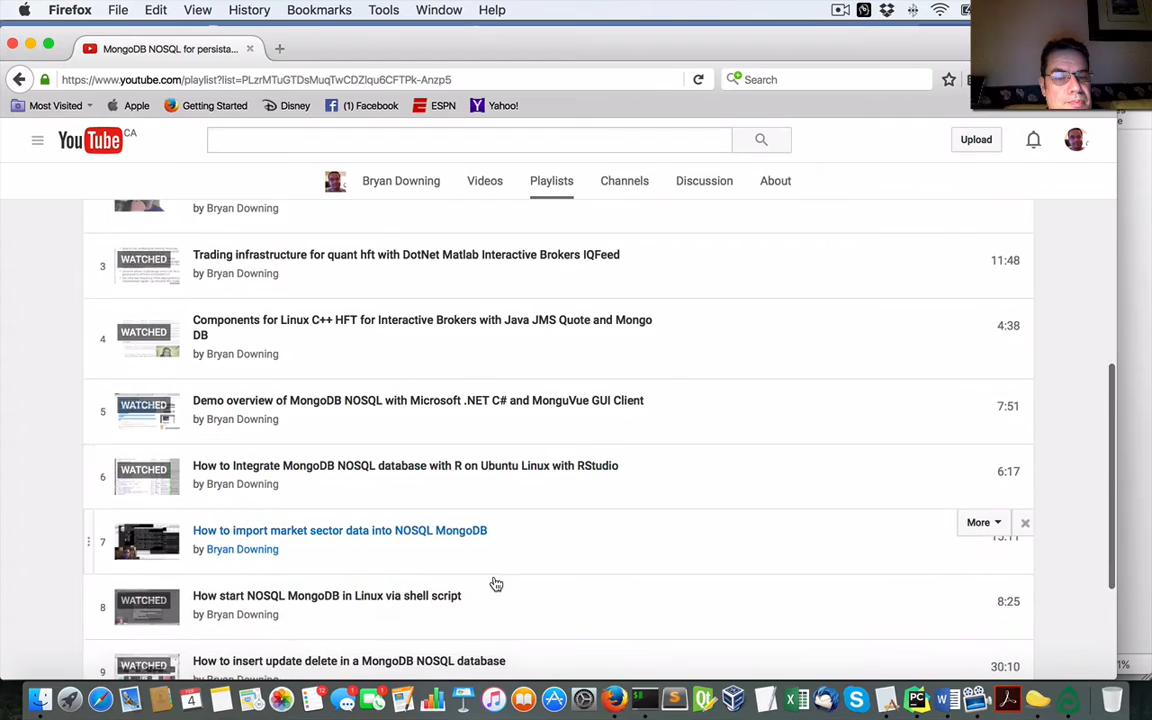 Firefox File Edit View History Bookmarks Tools Window Help
MongoDB NOSQL for persista...
https://www.youtube.com/playlist?list=PLzrMTuGTDsMuqTwCDZlqu6CFTPk-Anzp5
Search
Most Visited Apple Getting Started Disney (1) Facebook ESPN Yahoo!
YouTube CA
Upload
Bryan Downing Videos Playlists Channels Discussion About
by Bryan Downing
3 WATCHED Trading infrastructure for quant hft with DotNet Matlab Interactive Brokers IQFeed 11:48
by Bryan Downing
4 WATCHED Components for Linux C++ HFT for Interactive Brokers with Java JMS Quote and Mongo 4:38
DB
by Bryan Downing
5 WATCHED Demo overview of MongoDB NOSQL with Microsoft .NET C# and MonguVue GUI Client 7:51
by Bryan Downing
6 WATCHED How to Integrate MongoDB NOSQL database with R on Ubuntu Linux with RStudio 6:17
by Bryan Downing
7 How to import market sector data into NOSQL MongoDB More
by Bryan Downing
8 WATCHED How start NOSQL MongoDB in Linux via shell script 8:25
by Bryan Downing
9 WATCHED How to insert update delete in a MongoDB NOSQL database 30:10